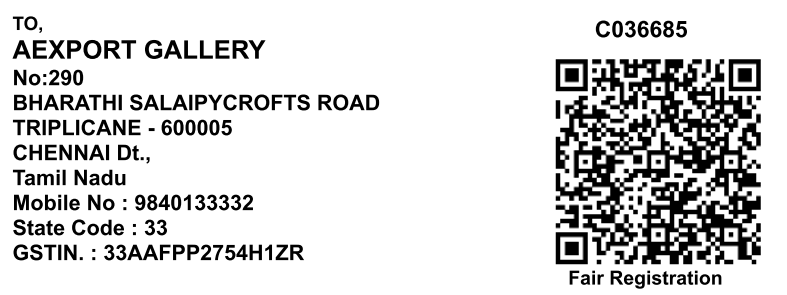 TO,
AEXPORT GALLERY
No:290
BHARATHI SALAIPYCROFTS ROAD
TRIPLICANE - 600005
CHENNAI Dt.,
Tamil Nadu
Mobile No : 9840133332
State Code : 33
GSTIN. : 33AAFPP2754H1ZR
C036685
Fair Registration